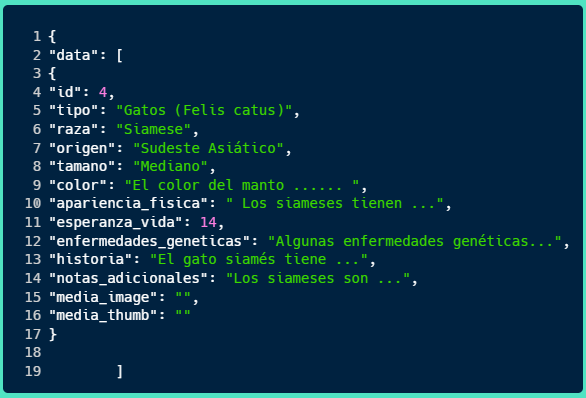 1 {
2 "data": [
3 {
4 "id": 4,
5 "tipo": "Gatos (Felis catus)",
6 "raza": "Siamese",
7 "origen": "Sudeste Asiático",
8 "tamano": "Mediano",
9 "color": "El color del manto ...... ",
10 "apariencia_fisica": " Los siameses tienen ...",
11 "esperanza_vida": 14,
12 "enfermedades_geneticas": "Algunas enfermedades genéticas...",
13 "historia": "El gato siamés tiene ...",
14 "notas_adicionales": "Los siameses son ...",
15 "media_image": "",
16 "media_thumb": ""
17 }
18
19         ]